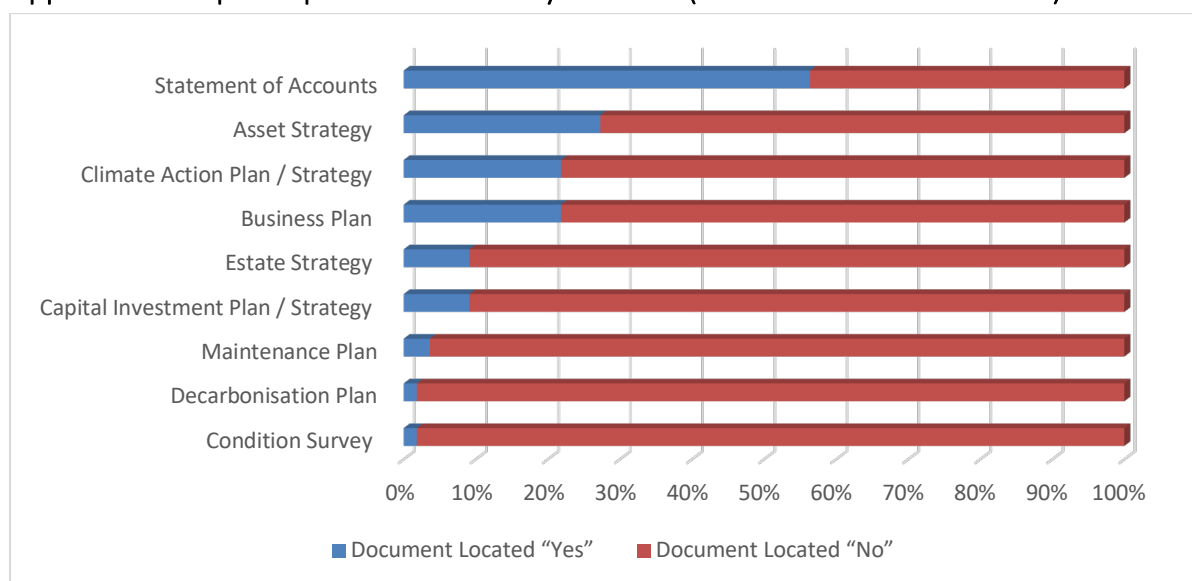 Statement of Accounts
Asset Strategy
Climate Action Plan / Strategy
Business Plan
Estate Strategy
Capital Investment Plan / Strategy
Maintenance Plan
Decarbonisation Plan
Condition Survey
0% 10% 20% 30% 40% 50% 60% 70% 80% 90% 100%
Document Located “Yes” Document Located “No”